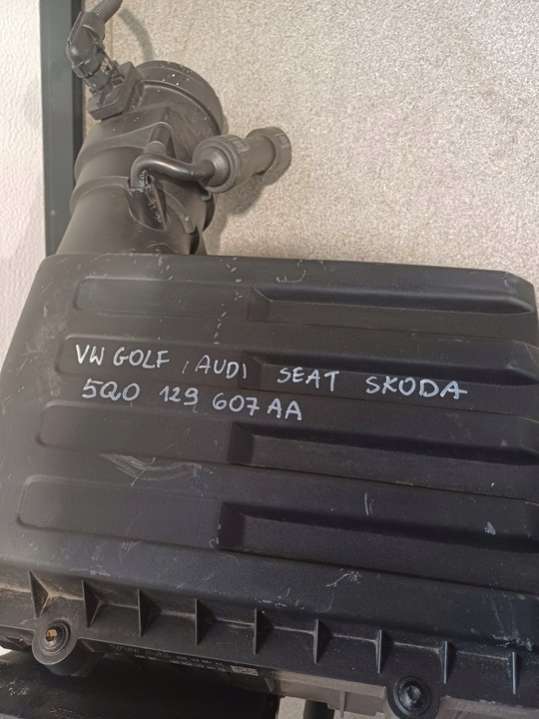 VW GOLF, AUDI SEAT SKODA
5Q0 129 607 AA